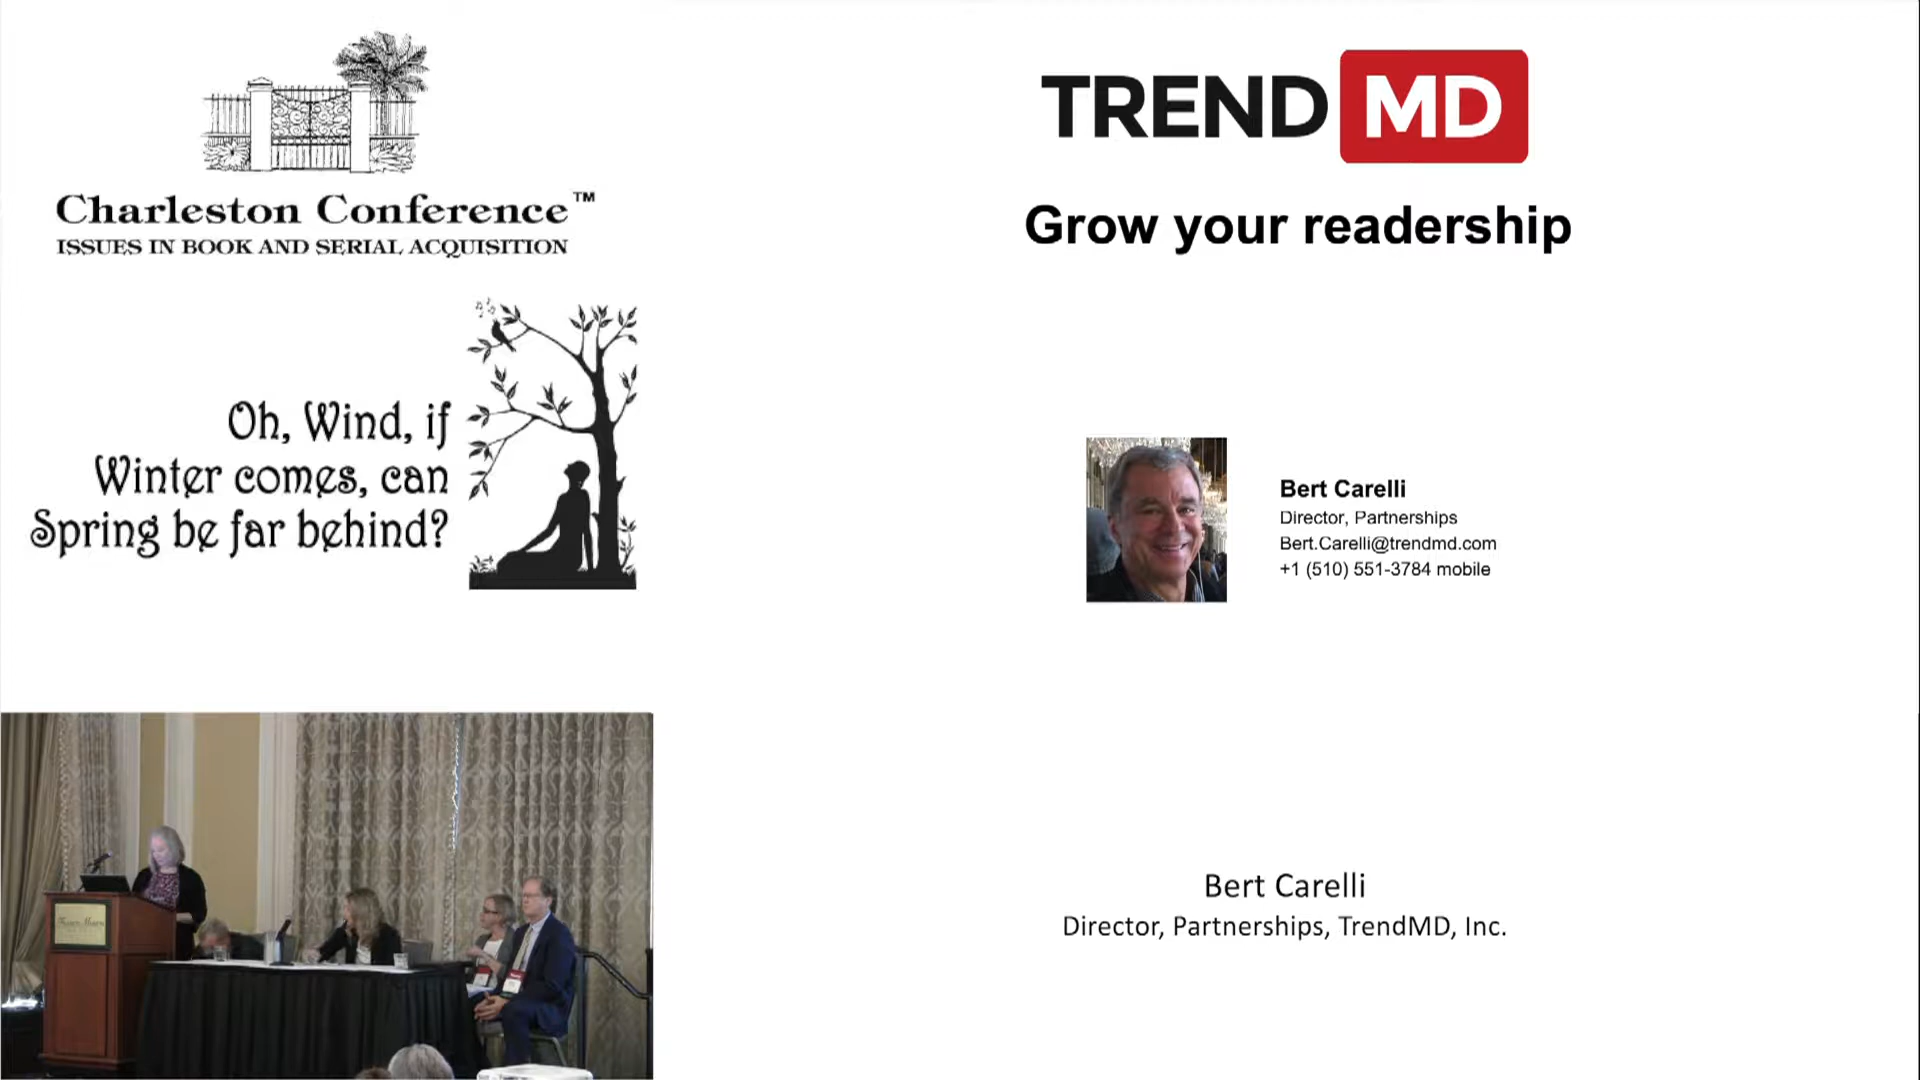 Charleston Conference™
ISSUES IN BOOK AND SERIAL ACQUISITION
Oh, Wind, if
Winter comes, can
Spring be far behind?
TREND MD
Grow your readership
Bert Carelli
Director, Partnerships
Bert.Carelli@trendmd.com
+1 (510) 551-3784 mobile
Bert Carelli
Director, Partnerships, TrendMD, Inc.